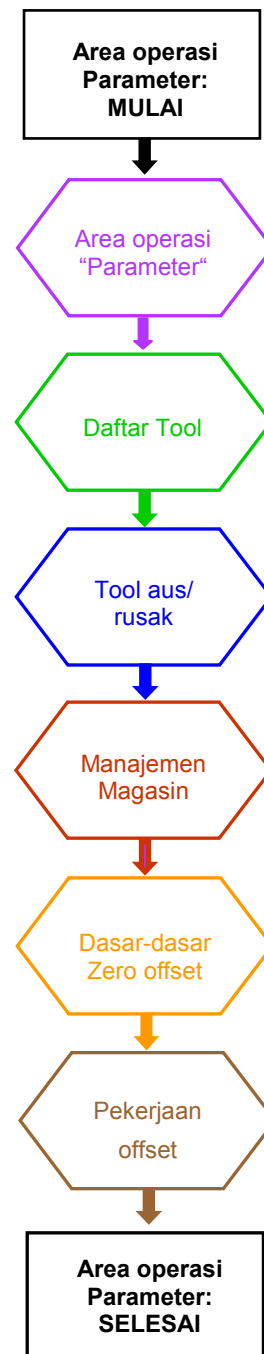 Area operasi
Parameter:
MULAI
Area operasi
“Parameter“
Daftar Tool
Tool aus/
rusak
Manajemen
Magasin
Dasar-dasar
Zero offset
Pekerjaan
offset
Area operasi
Parameter:
SELESAI